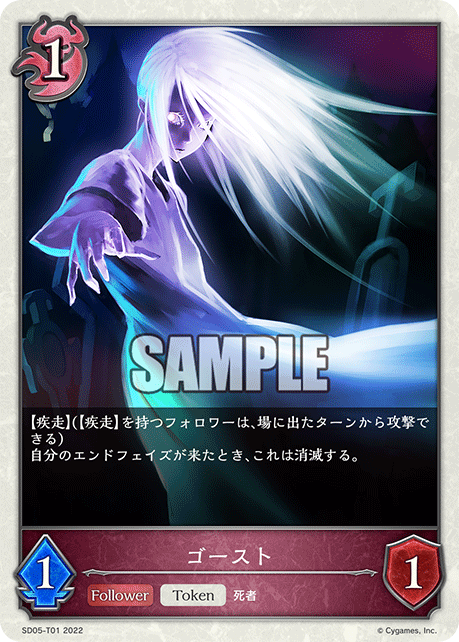 1
SAMPLE
【疾走】(【疾走】を持つフォロワーは、場に出たターンから攻撃で
きる)
自分のエンドフェイズが来たとき、これは消滅する。
ゴースト
1
Follower Token 死者
1
SD05-T01 2022
© Cygames, Inc.